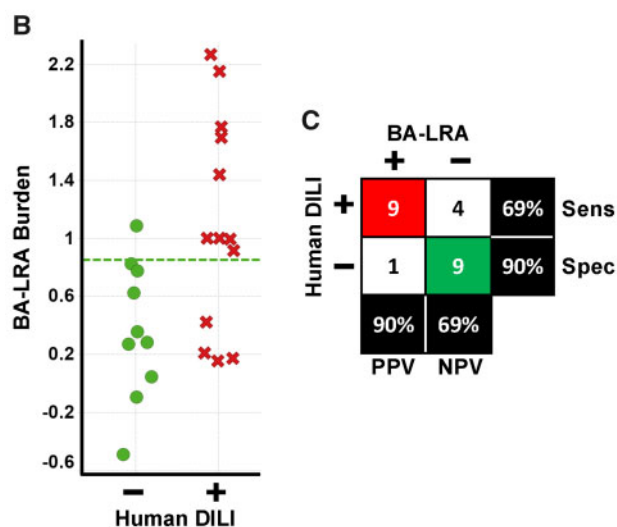 B
2.2
1.8
1.4
1
0.6
0.2
-0.2
-0.6
BA-LRA Burden
− +
Human DILI
C
BA-LRA
+ −
Human DILI
+ 9 4 69% Sens
− 1 9 90% Spec
90% 69%
PPV NPV